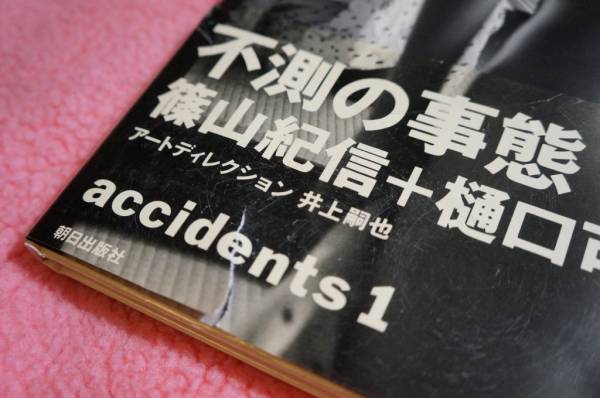 不測の事態
篠山紀信+樋口可
アートディレクション 井上嗣也
accidents 1
朝日出版社